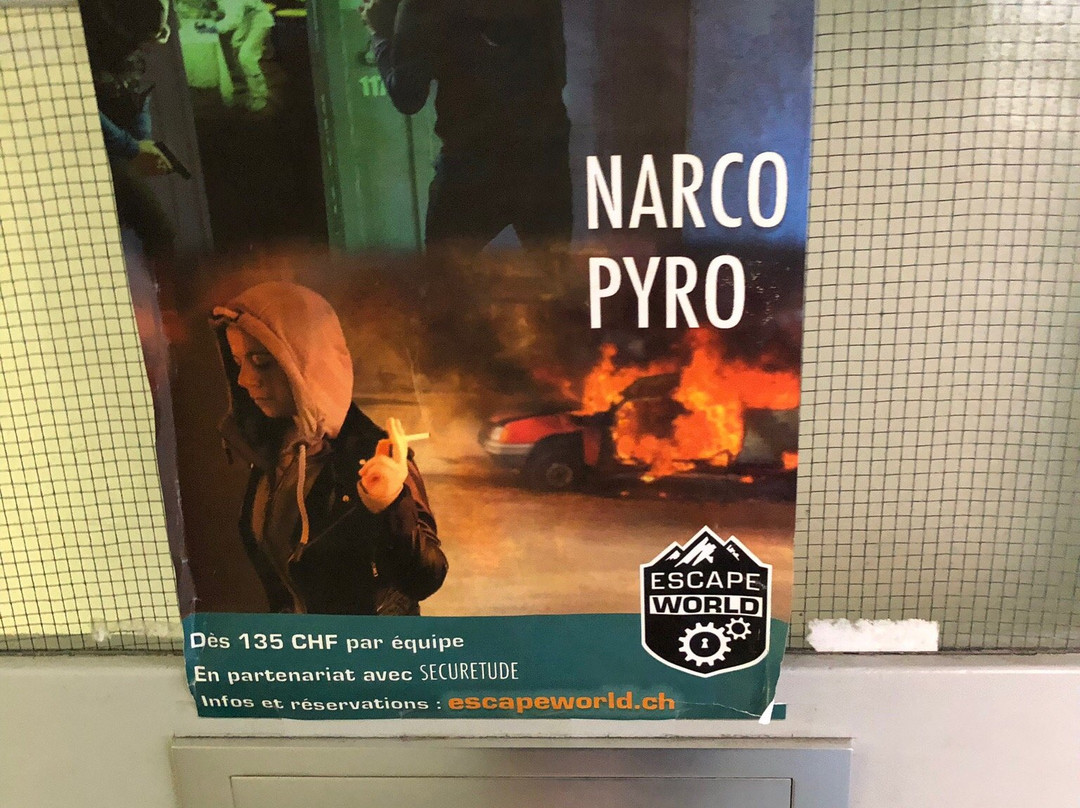 NARCO
PYRO
ESCAPE
WORLD
Dès 135 CHF par équipe
En partenariat avec SECURETUDE
Infos et réservations : escapeworld.ch